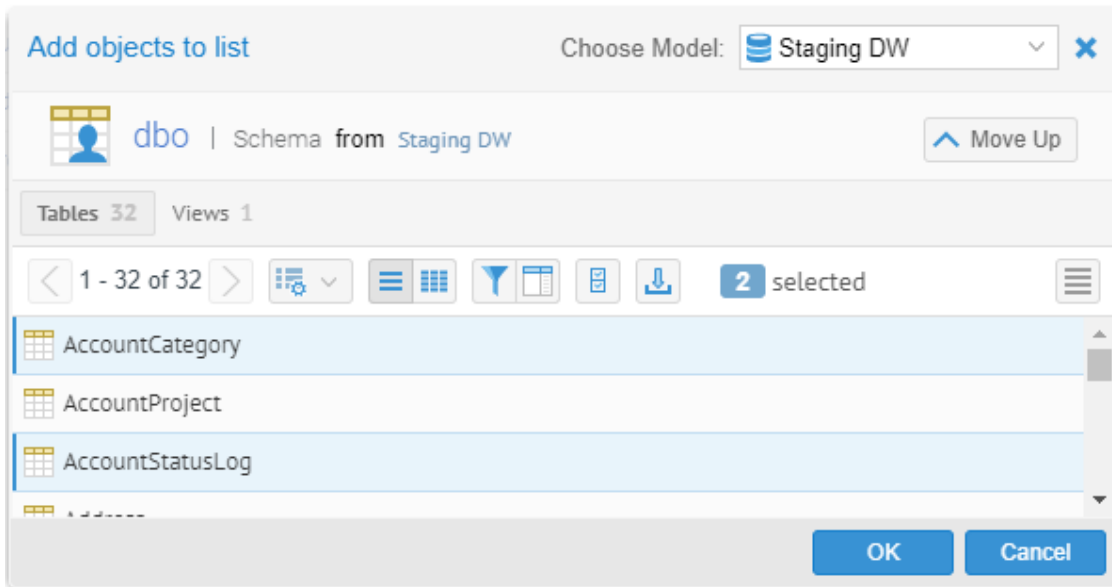 Add objects to list Choose Model: Staging DW
dbo | Schema from Staging DW Move Up
Tables 32 Views 1
1 - 32 of 32 2 selected
AccountCategory
AccountProject
AccountStatusLog
OK Cancel